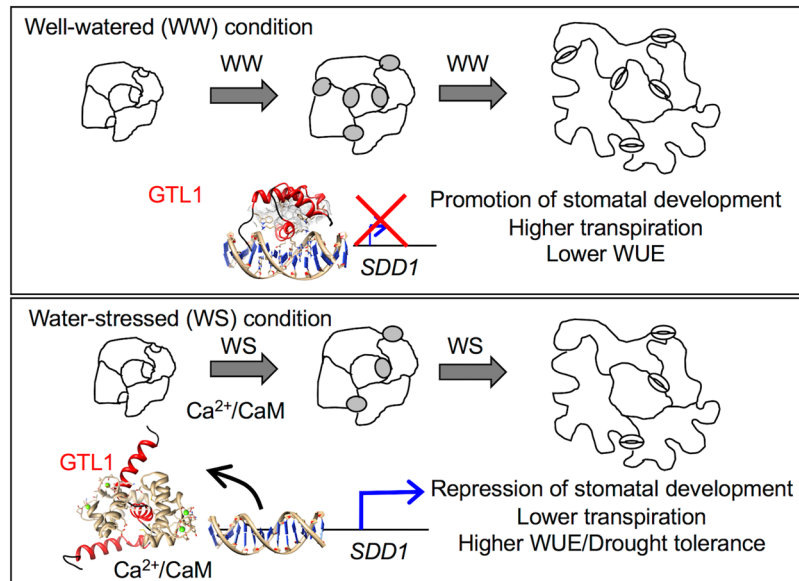 Well-watered (WW) condition
WW
WW
GTL1
SDD1
Promotion of stomatal development
Higher transpiration
Lower WUE
Water-stressed (WS) condition
WS
WS
Ca²⁺/CaM
GTL1
Ca²⁺/CaM
SDD1
Repression of stomatal development
Lower transpiration
Higher WUE/Drought tolerance